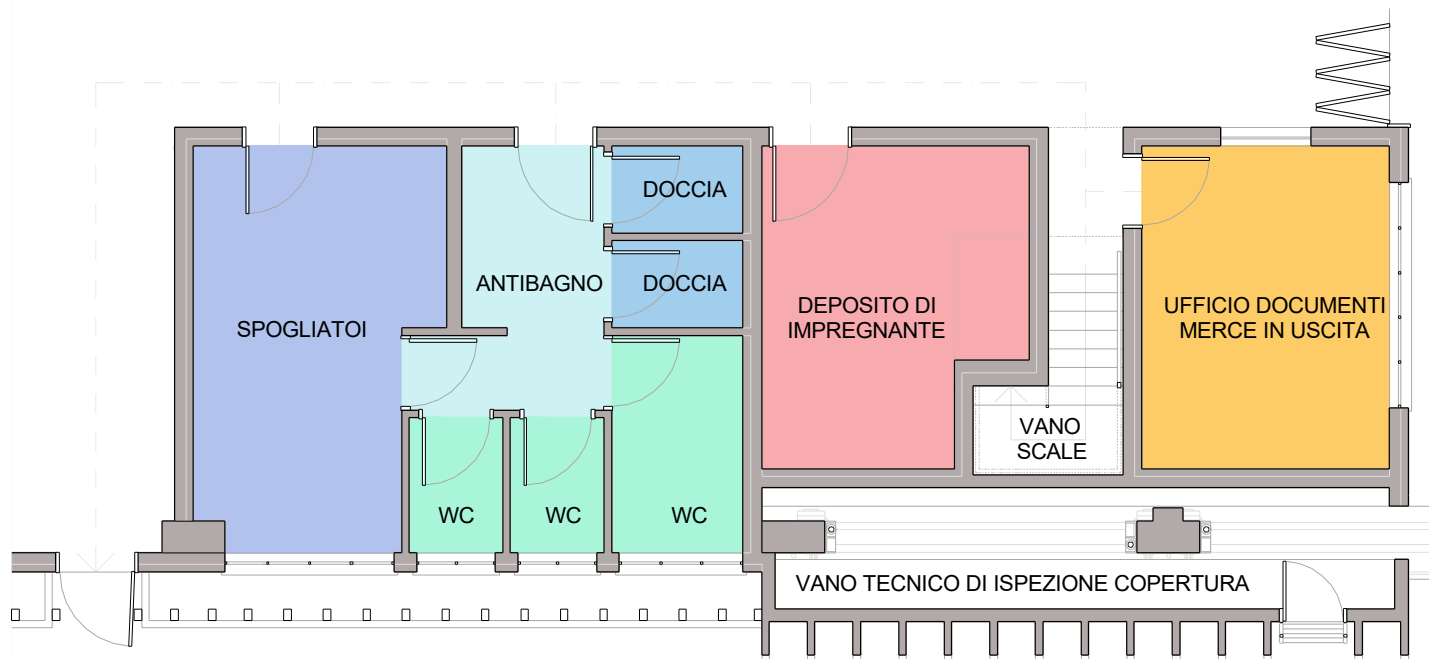 DOCCIA
ANTIBAGNO
DOCCIA
SPOGLIATOI
DEPOSITO DI
IMPREGNANTE
UFFICIO DOCUMENTI
MERCE IN USCITA
VANO
SCALE
WC
WC
WC
VANO TECNICO DI ISPEZIONE COPERTURA